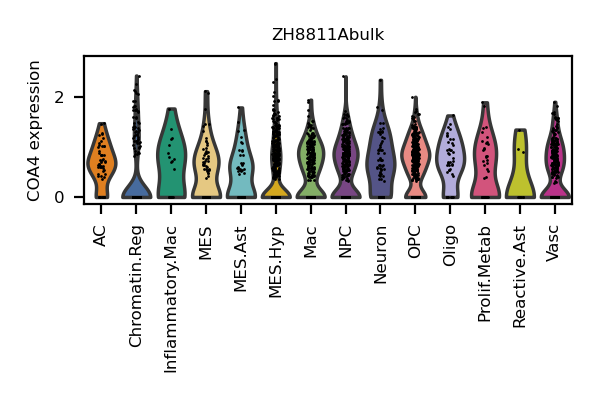 ZH8811Abulk
COA4 expression
2
0
AC
Chromatin.Reg
Inflammatory.Mac
MES
MES.Ast
MES.Hyp
Mac
NPC
Neuron
OPC
Oligo
Prolif.Metab
Reactive.Ast
Vasc